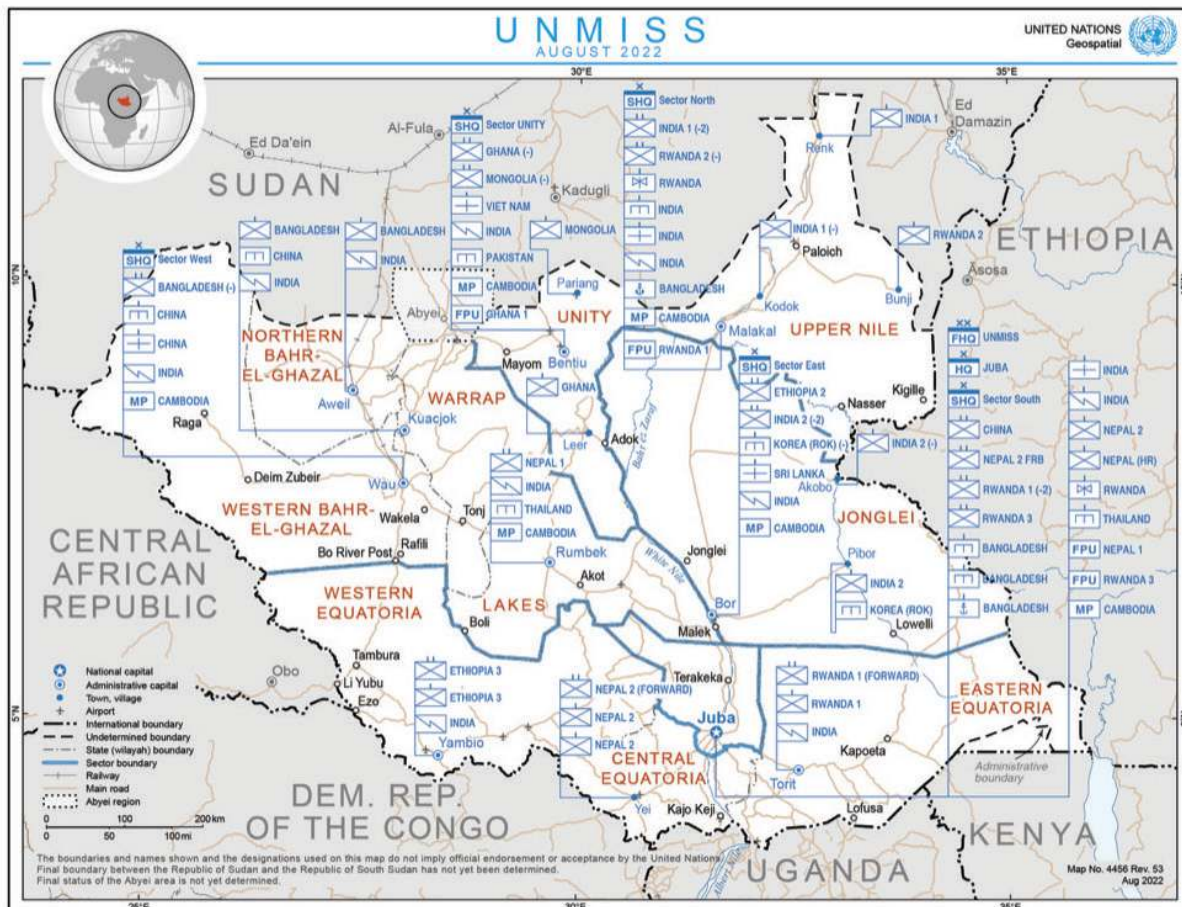 UNMISS
AUGUST 2022
UNITED NATIONS
Geospatial
30°E
35°E
SUDAN
Ed Da'ein
Al-Fula
Kadugli
Ed
Damazin
ETHIOPIA
Āsosa
10°N
SHQ Sector West
BANGLADESH (-)
CHINA
CHINA
INDIA
MP CAMBODIA
BANGLADESH
CHINA
INDIA
BANGLADESH
INDIA
SHQ Sector UNITY
GHANA (-)
MONGOLIA (-)
VIET NAM
INDIA
PAKISTAN
MP CAMBODIA
FPU GHANA 1
MONGOLIA
SHQ Sector North
INDIA 1 (-2)
RWANDA 2 (-)
RWANDA
INDIA
INDIA
INDIA
BANGLADESH
MP CAMBODIA
FPU RWANDA 1
INDIA 1
Renk
INDIA 1 (-)
Paloich
RWANDA 2
Kodok
Bunji
Malakal
UPPER NILE
Pariang
UNITY
Abyei
Bentiu
Mayom
NORTHERN
BAHR-
EL-GHAZAL
WARRAP
Aweil
Raga
Kuacjok
GHANA
Leer
Adok
Bahr ez Zaraf
SHQ Sector East
ETHIOPIA 2
INDIA 2 (-2)
KOREA (ROK) (-)
SRI LANKA
INDIA
MP CAMBODIA
Nasser
Kigille
INDIA 2 (-)
Akobo
JONGLEI
Pibor
INDIA 2
KOREA (ROK)
Lowelli
FHQ UNMISS
HQ JUBA
SHQ Sector South
CHINA
NEPAL 2 FRB
RWANDA 1 (-2)
RWANDA 3
BANGLADESH
BANGLADESH
BANGLADESH
INDIA
INDIA
NEPAL 2
NEPAL (HR)
RWANDA
THAILAND
FPU NEPAL 1
FPU RWANDA 3
MP CAMBODIA
Deim Zubeir
Wau
WESTERN BAHR-
EL-GHAZAL
Wakela
Tonj
Rafili
Bo River Post
NEPAL 1
INDIA
THAILAND
MP CAMBODIA
Rumbek
Akot
White Nile
Jonglei
Bor
Malek
CENTRAL
AFRICAN
REPUBLIC
WESTERN
EQUATORIA
LAKES
Boli
Tambura
Obo
Li Yubu
Ezo
ETHIOPIA 3
ETHIOPIA 3
INDIA
Yambio
NEPAL 2 (FORWARD)
NEPAL 2
NEPAL 2
Yei
Terakeka
Juba
CENTRAL
EQUATORIA
Kajo Keji
RWANDA 1 (FORWARD)
RWANDA 1
INDIA
Torit
Kapoeta
Lofusa
EASTERN
EQUATORIA
Administrative
boundary
DEM. REP.
OF THE CONGO
UGANDA
KENYA
Albert Nile
National capital
Administrative capital
Town, village
Airport
International boundary
Undetermined boundary
State (wilayah) boundary
Sector boundary
Railway
Main road
Abyei region
0 50 100 200 km
0 50 100 mi
5°N
The boundaries and names shown and the designations used on this map do not imply official endorsement or acceptance by the United Nations.
Final boundary between the Republic of Sudan and the Republic of South Sudan has not yet been determined.
Final status of the Abyei area is not yet determined.
Map No. 4456 Rev. 53
Aug 2022
30°E
35°E